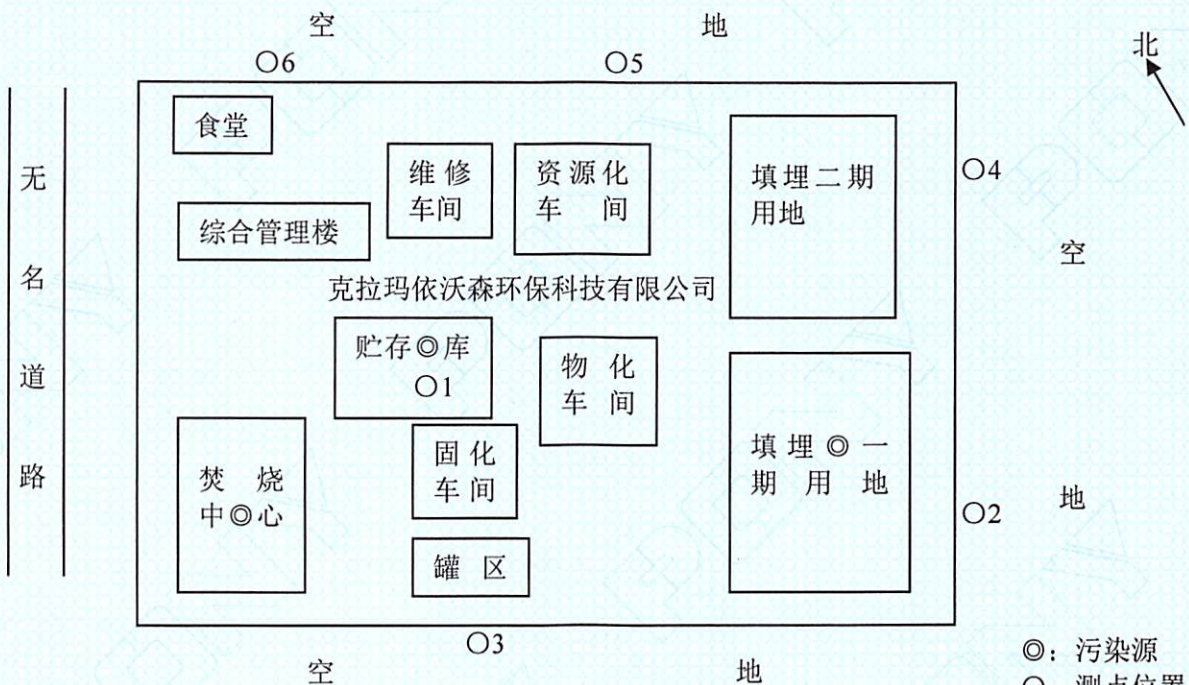 空 地
北
○6 ○5
食堂
维修
车间
资源化
车 间
填埋二期
用地
○4
无名道路
综合管理楼
空
克拉玛依沃森环保科技有限公司
贮存◎库
○1
物 化
车 间
焚 烧
中◎心
固化
车间
填埋◎一
期用地
○2
地
罐 区
○3
空 地
◎：污染源
○ 测点位置